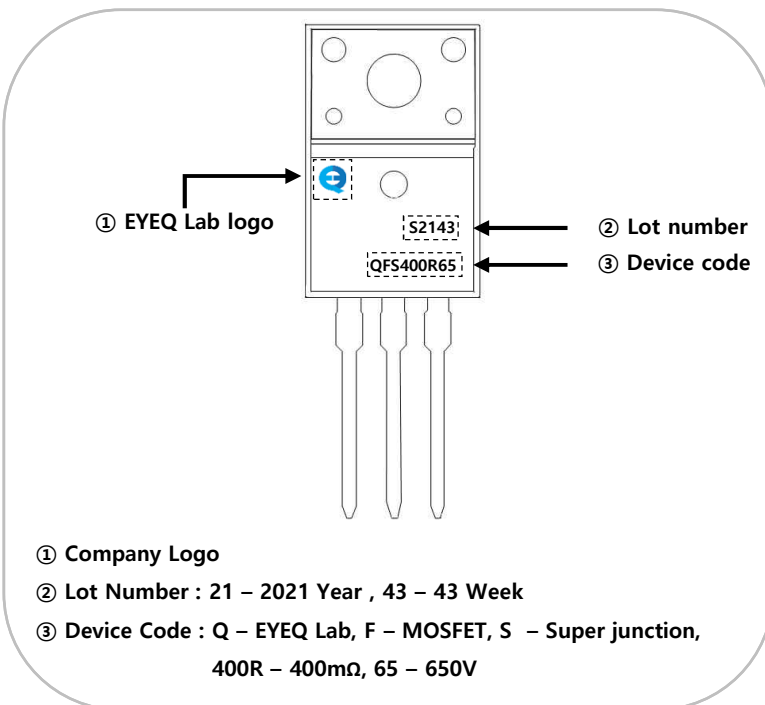 S2143
① EYEQ Lab logo
② Lot number
QFS400R65
③ Device code
① Company Logo
② Lot Number : 21 – 2021 Year , 43 – 43 Week
③ Device Code : Q – EYEQ Lab, F – MOSFET, S – Super junction,
400R – 400mΩ, 65 – 650V